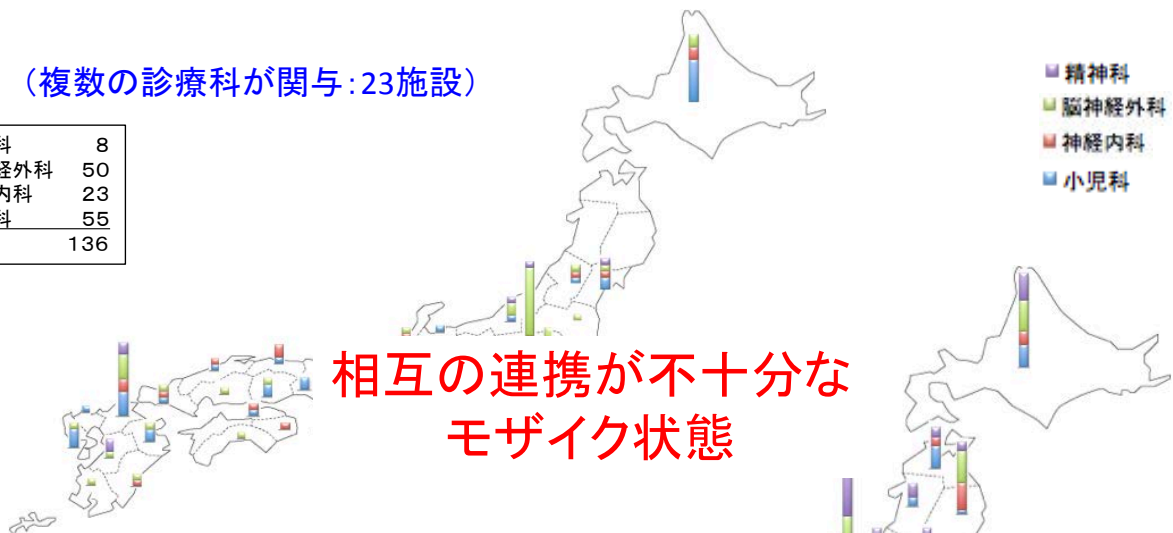 （複数の診療科が関与：23施設）
科 8
経外科 50
内科 23
科 55
136
精神科
脳神経外科
神経内科
小児科
相互の連携が不十分な
モザイク状態